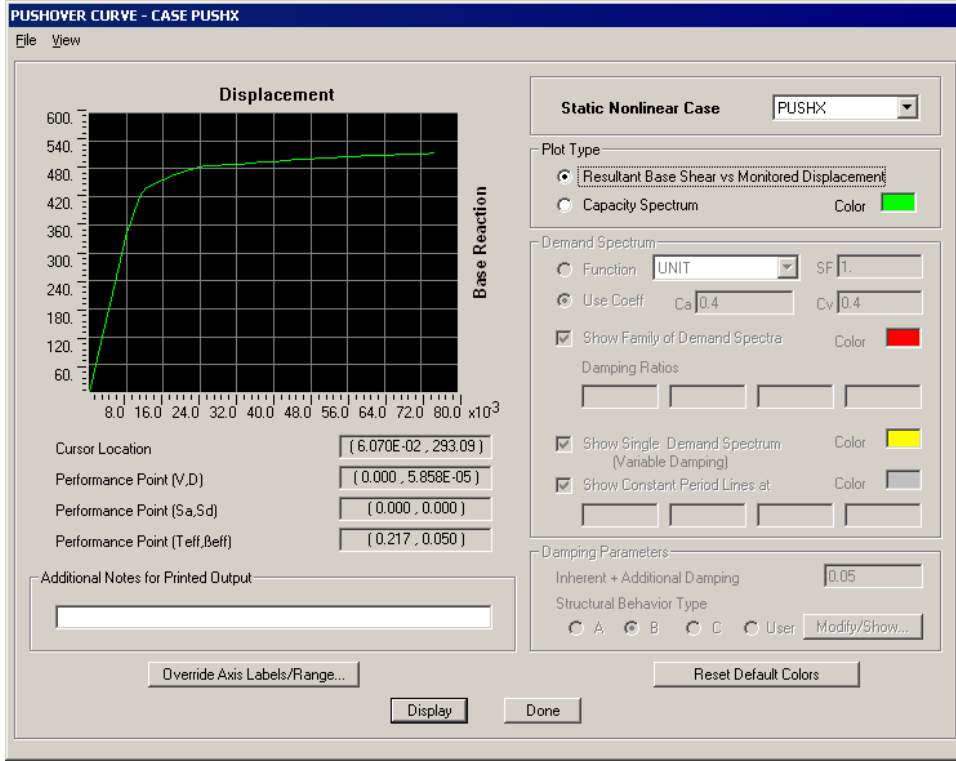 PUSHOVER CURVE - CASE PUSHX
File View
Displacement
600.
540.
480.
420.
360.
300.
240.
180.
120.
60.
Base Reaction
8.0 16.0 24.0 32.0 40.0 48.0 56.0 64.0 72.0 80.0 x10-3
Cursor Location ( 6.070E-02 , 293.09 )
Performance Point (V,D) ( 0.000 , 5.858E-05 )
Performance Point (Sa,Sd) ( 0.000 , 0.000 )
Performance Point (Teff,ßeff) ( 0.217 , 0.050 )
Additional Notes for Printed Output
Override Axis Labels/Range...
Static Nonlinear Case PUSHX
Plot Type
Resultant Base Shear vs Monitored Displacement
Capacity Spectrum Color
Demand Spectrum
Function UNIT SF 1.
Use Coeff Ca 0.4 Cv 0.4
Show Family of Demand Spectra Color
Damping Ratios
Show Single Demand Spectrum Color
(Variable Damping)
Show Constant Period Lines at Color
Damping Parameters
Inherent + Additional Damping 0.05
Structural Behavior Type
A B C User Modify/Show...
Reset Default Colors
Display Done